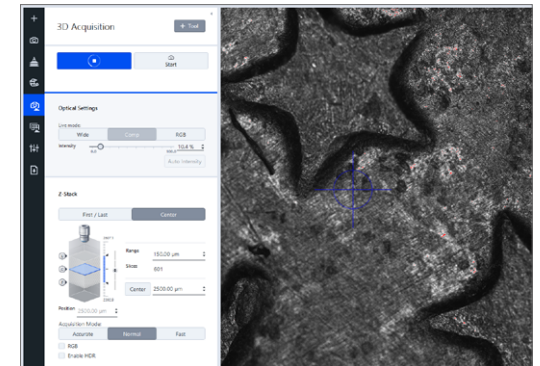 3D Acquisition
+ Tool
Start
Optical Settings
Live mode:
Wide
Comp
RGB
Intensity
10.4 %
Auto Intensity
Z-Stack
First / Last
Center
Range
150.00 µm
Slices
601
Center
2500.00 µm
Position
2500.00 µm
Acquisition Mode:
Accurate
Normal
Fast
RGB
Enable HDR